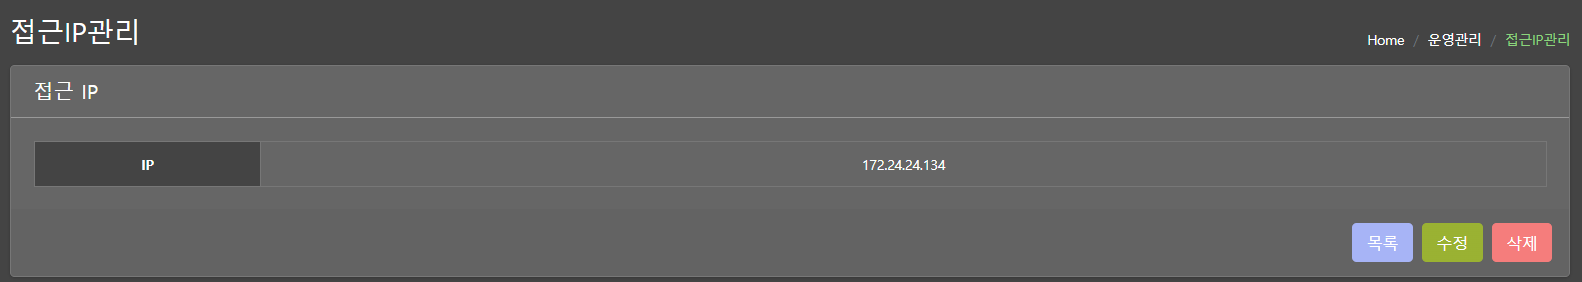 접근IP관리
Home / 운영관리 / 접근IP관리
접근 IP
IP 172.24.24.134
목록 수정 삭제